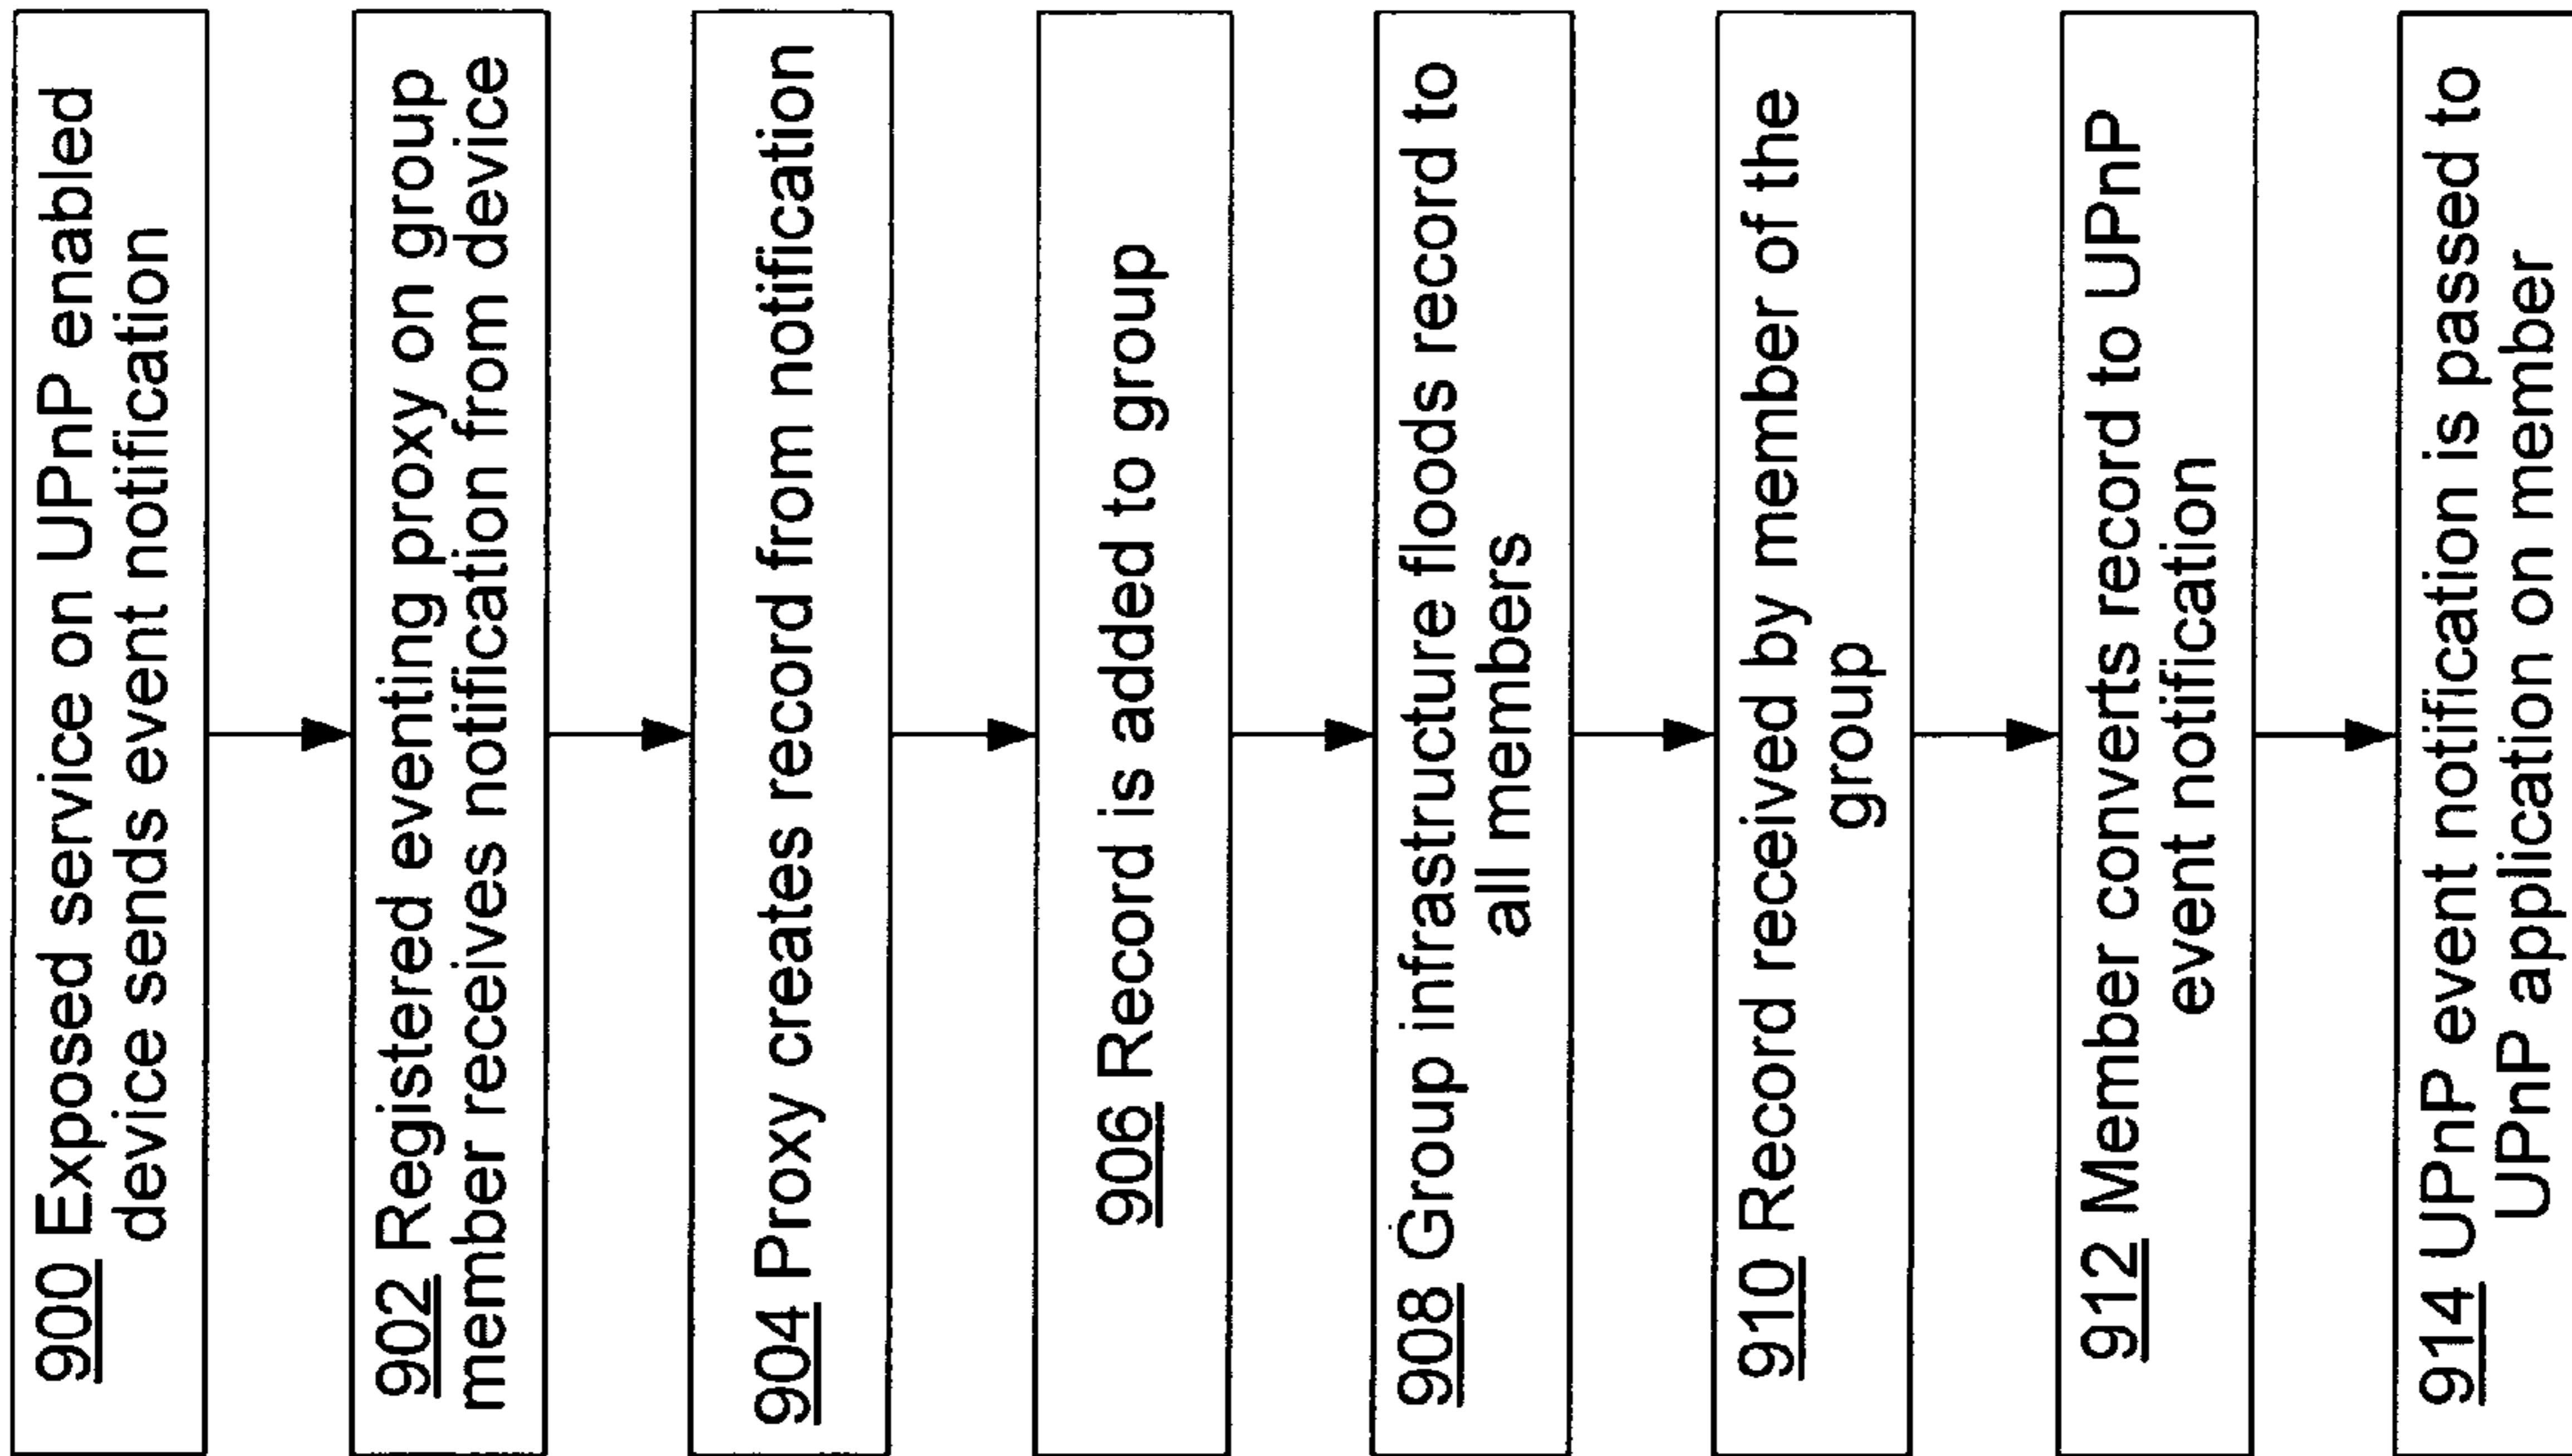 900 Exposed service on UPnP enabled
device sends event notification
902 Registered eventing proxy on group
member receives notification from device
904 Proxy creates record from notification
906 Record is added to group
908 Group infrastructure floods record to
all members
910 Record received by member of the
group
912 Member converts record to UPnP
event notification
914 UPnP event notification is passed to
UPnP application on member